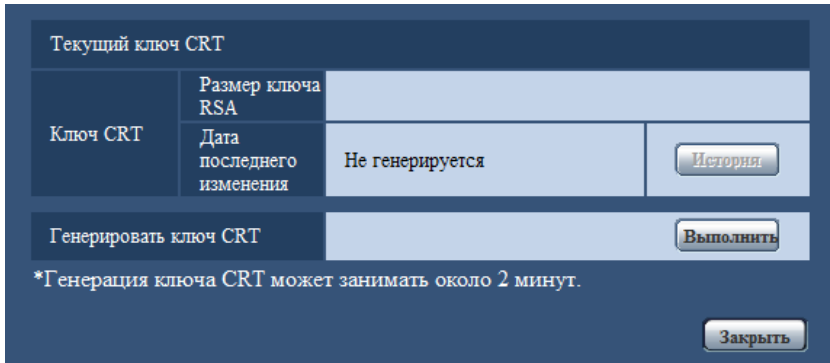 Текущий ключ CRT
Ключ CRT
Размер ключа
RSA
Дата
последнего
изменения
Не генерируется
История
Генерировать ключ CRT
Выполнить
*Генерация ключа CRT может занимать около 2 минут.
Закрыть